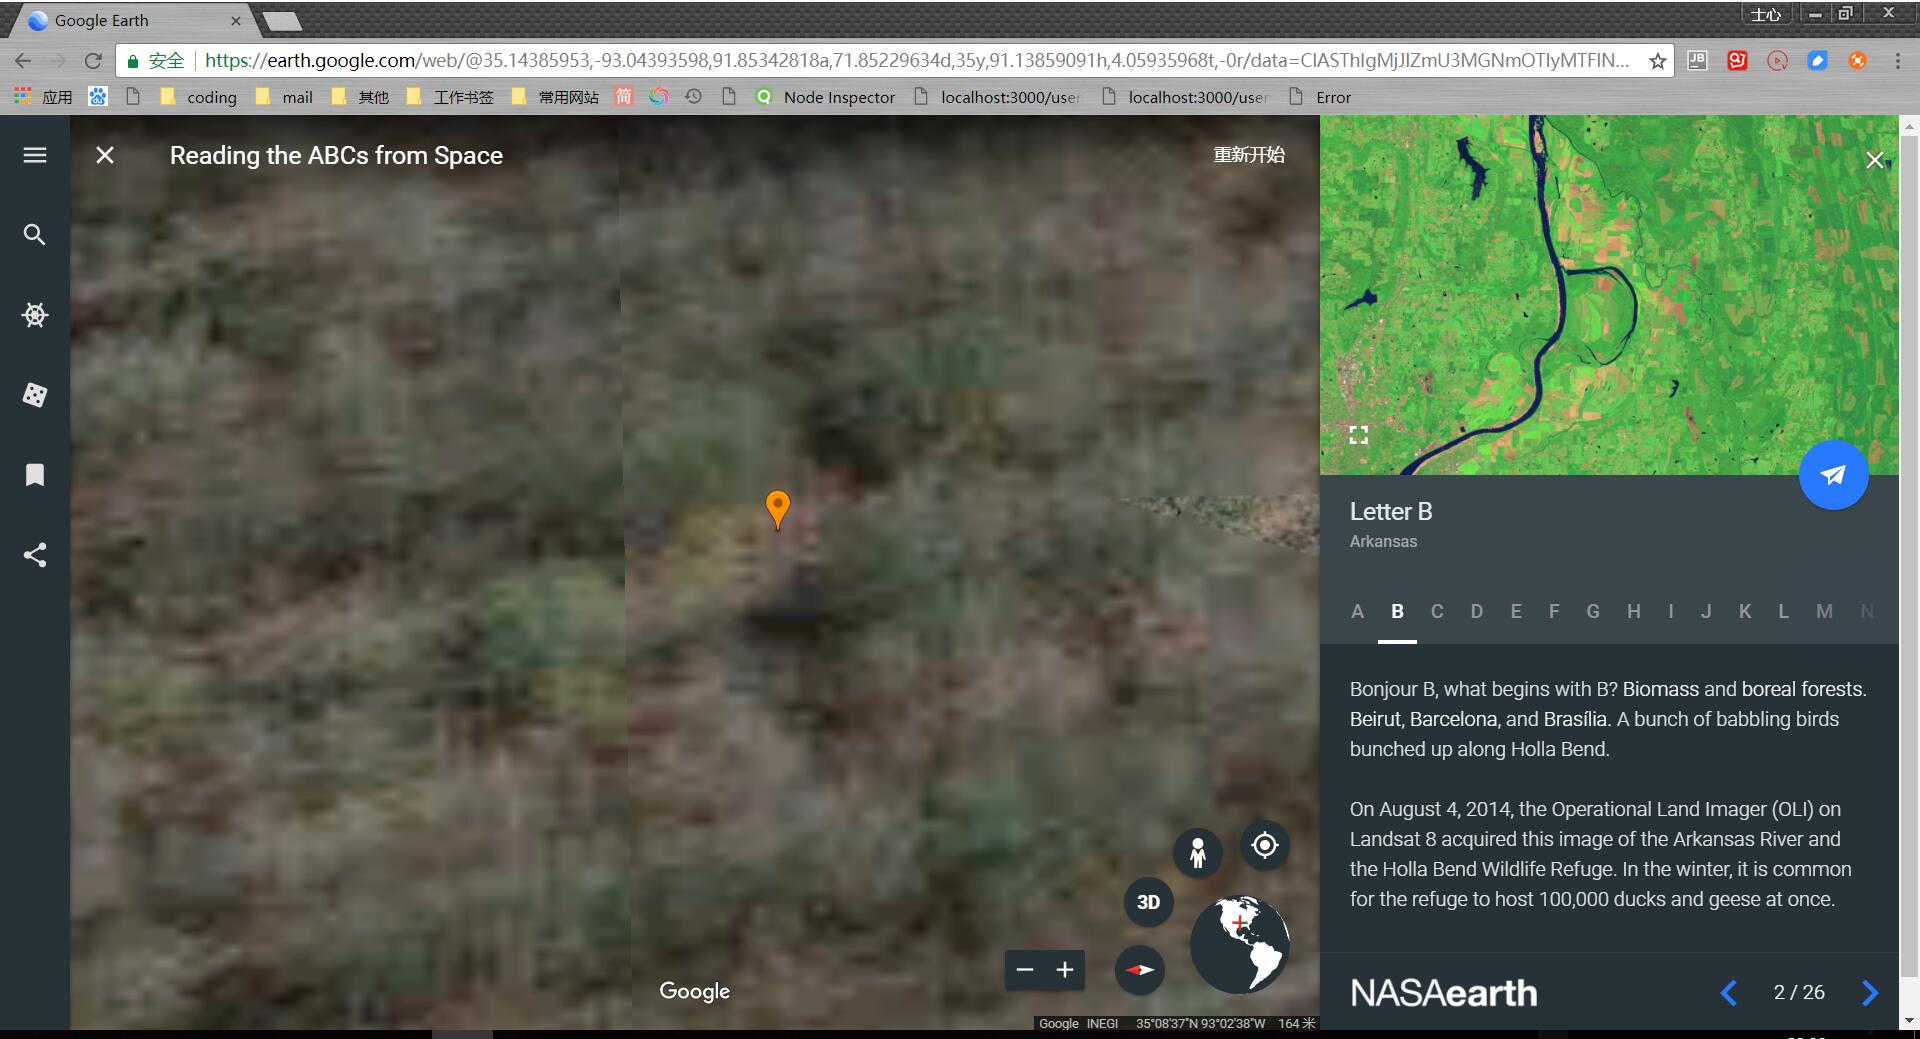 Google Earth
士心
安全 https://earth.google.com/web/@35.14385953,-93.04393598,91.85342818a,71.85229634d,35y,91.13859091h,4.05935968t,-0r/data=CIASThIgMjJIZmU3MGNmOTIyMTFIN...
应用 coding mail 其他 工作书签 常用网站 简 Node Inspector localhost:3000/user localhost:3000/user Error
Reading the ABCs from Space
重新开始
Letter B
Arkansas
A B C D E F G H I J K L M N
Bonjour B, what begins with B? Biomass and boreal forests.
Beirut, Barcelona, and Brasília. A bunch of babbling birds
bunched up along Holla Bend.
On August 4, 2014, the Operational Land Imager (OLI) on
Landsat 8 acquired this image of the Arkansas River and
the Holla Bend Wildlife Refuge. In the winter, it is common
for the refuge to host 100,000 ducks and geese at once.
3D
Google
NASAearth
2 / 26
Google INEGI 35°08'37"N 93°02'38"W 164 米